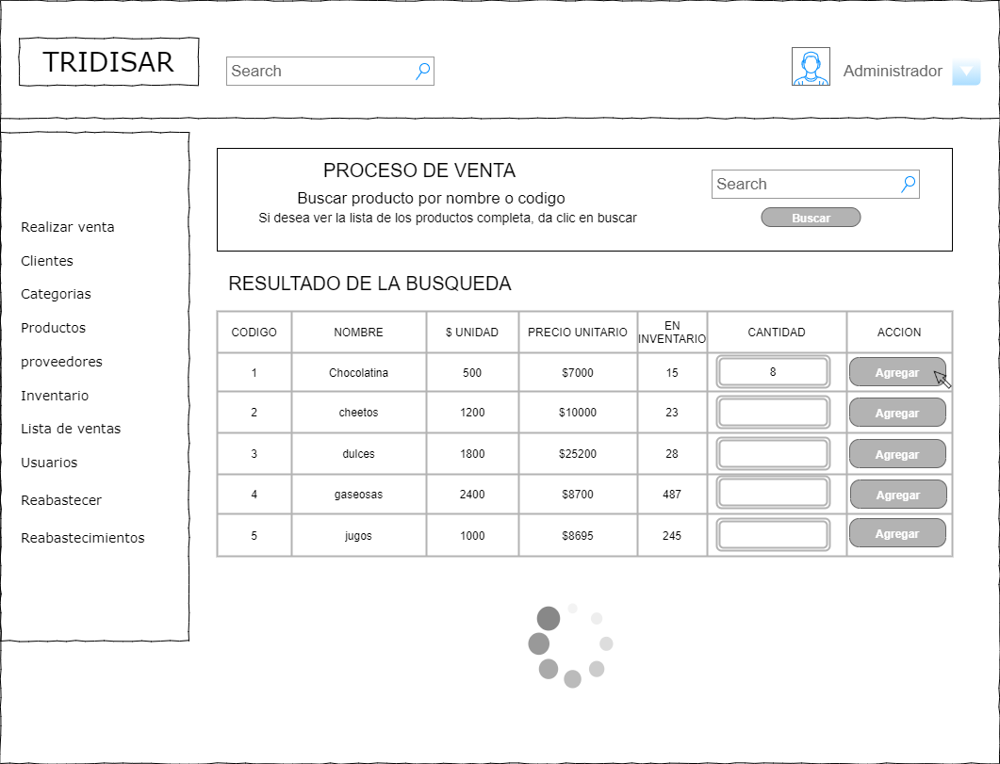 TRIDISAR
Search
Administrador
Realizar venta
Clientes
Categorias
Productos
proveedores
Inventario
Lista de ventas
Usuarios
Reabastecer
Reabastecimientos
PROCESO DE VENTA
Buscar producto por nombre o codigo
Si desea ver la lista de los productos completa, da clic en buscar
Search
Buscar
RESULTADO DE LA BUSQUEDA
CODIGO NOMBRE $ UNIDAD PRECIO UNITARIO EN INVENTARIO CANTIDAD ACCION
1 Chocolatina 500 $7000 15 8 Agregar
2 cheetos 1200 $10000 23 Agregar
3 dulces 1800 $25200 28 Agregar
4 gaseosas 2400 $8700 487 Agregar
5 jugos 1000 $8695 245 Agregar